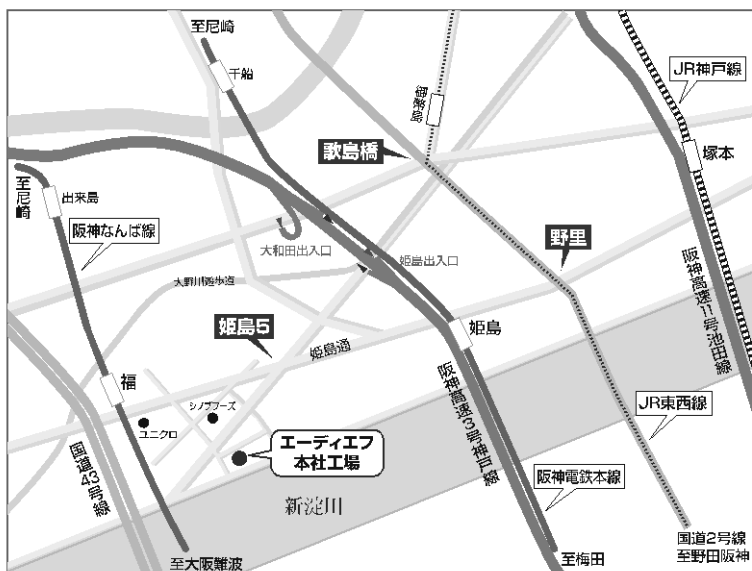 至尼崎
千船
御幣島
JR神戸線
歌島橋
塚本
至尼崎
出来島
阪神なんば線
大和田出入口
姫島出入口
野里
大野川遊歩道
阪神高速11号池田線
姫島5
姫島通
姫島
福
シノブフーズ
ユニクロ
エーディエフ
本社工場
阪神高速3号神戸線
JR東西線
国道43号線
新淀川
阪神電鉄本線
至大阪難波
至梅田
国道2号線
至野田阪神